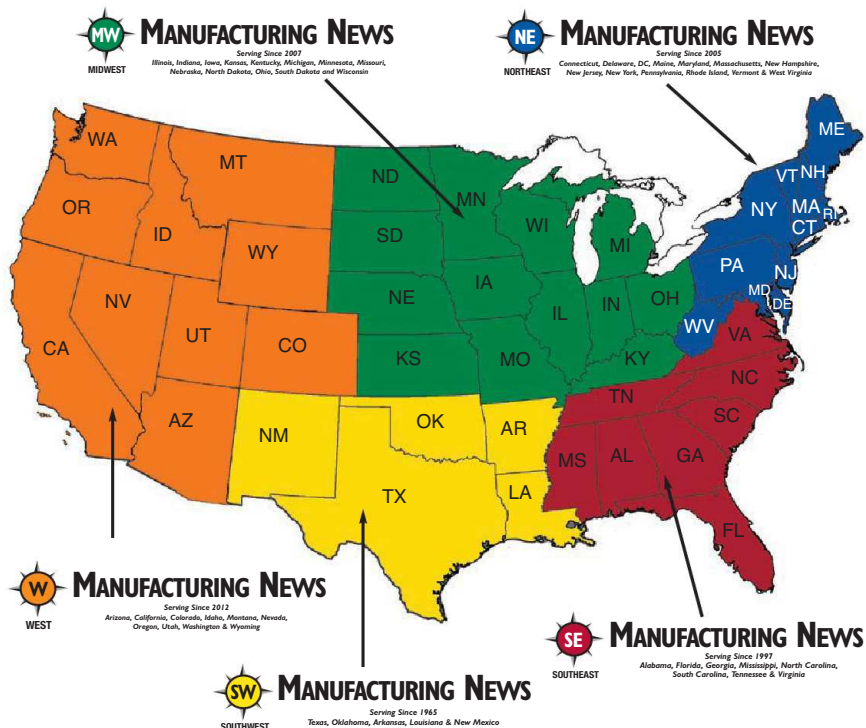 MW MANUFACTURING NEWS
MIDWEST
Serving Since 2007
Illinois, Indiana, Iowa, Kansas, Kentucky, Michigan, Minnesota, Missouri,
Nebraska, North Dakota, Ohio, South Dakota and Wisconsin
NE MANUFACTURING NEWS
NORTHEAST
Serving Since 2005
Connecticut, Delaware, DC, Maine, Maryland, Massachusetts, New Hampshire,
New Jersey, New York, Pennsylvania, Rhode Island, Vermont & West Virginia
WA
MT
ND
MN
ME
VT NH
OR
ID
SD
WI
MI
NY
MA
RI
CT
WY
NV
NE
IA
PA
NJ
MD
DE
UT
CO
IL
IN
OH
WV
VA
CA
KS
MO
KY
NC
AZ
NM
OK
AR
TN
SC
MS
AL
GA
TX
LA
FL
W MANUFACTURING NEWS
WEST
Serving Since 2012
Arizona, California, Colorado, Idaho, Montana, Nevada,
Oregon, Utah, Washington & Wyoming
SE MANUFACTURING NEWS
SOUTHEAST
Serving Since 1997
Alabama, Florida, Georgia, Mississippi, North Carolina,
South Carolina, Tennessee & Virginia
SW MANUFACTURING NEWS
SOUTHWEST
Serving Since 1965
Texas, Oklahoma, Arkansas, Louisiana & New Mexico